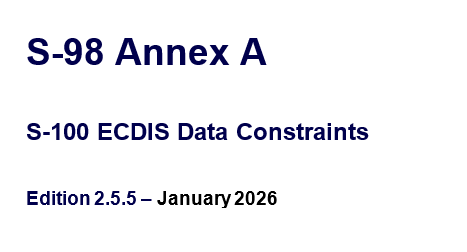 S-98 Annex A
S-100 ECDIS Data Constraints
Edition 2.5.5 – January 2026